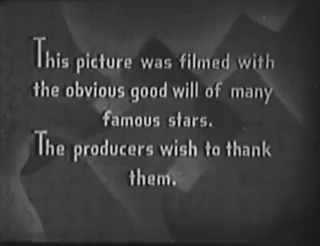 This picture was filmed with
the obvious good will of many
famous stars.
The producers wish to thank
them.